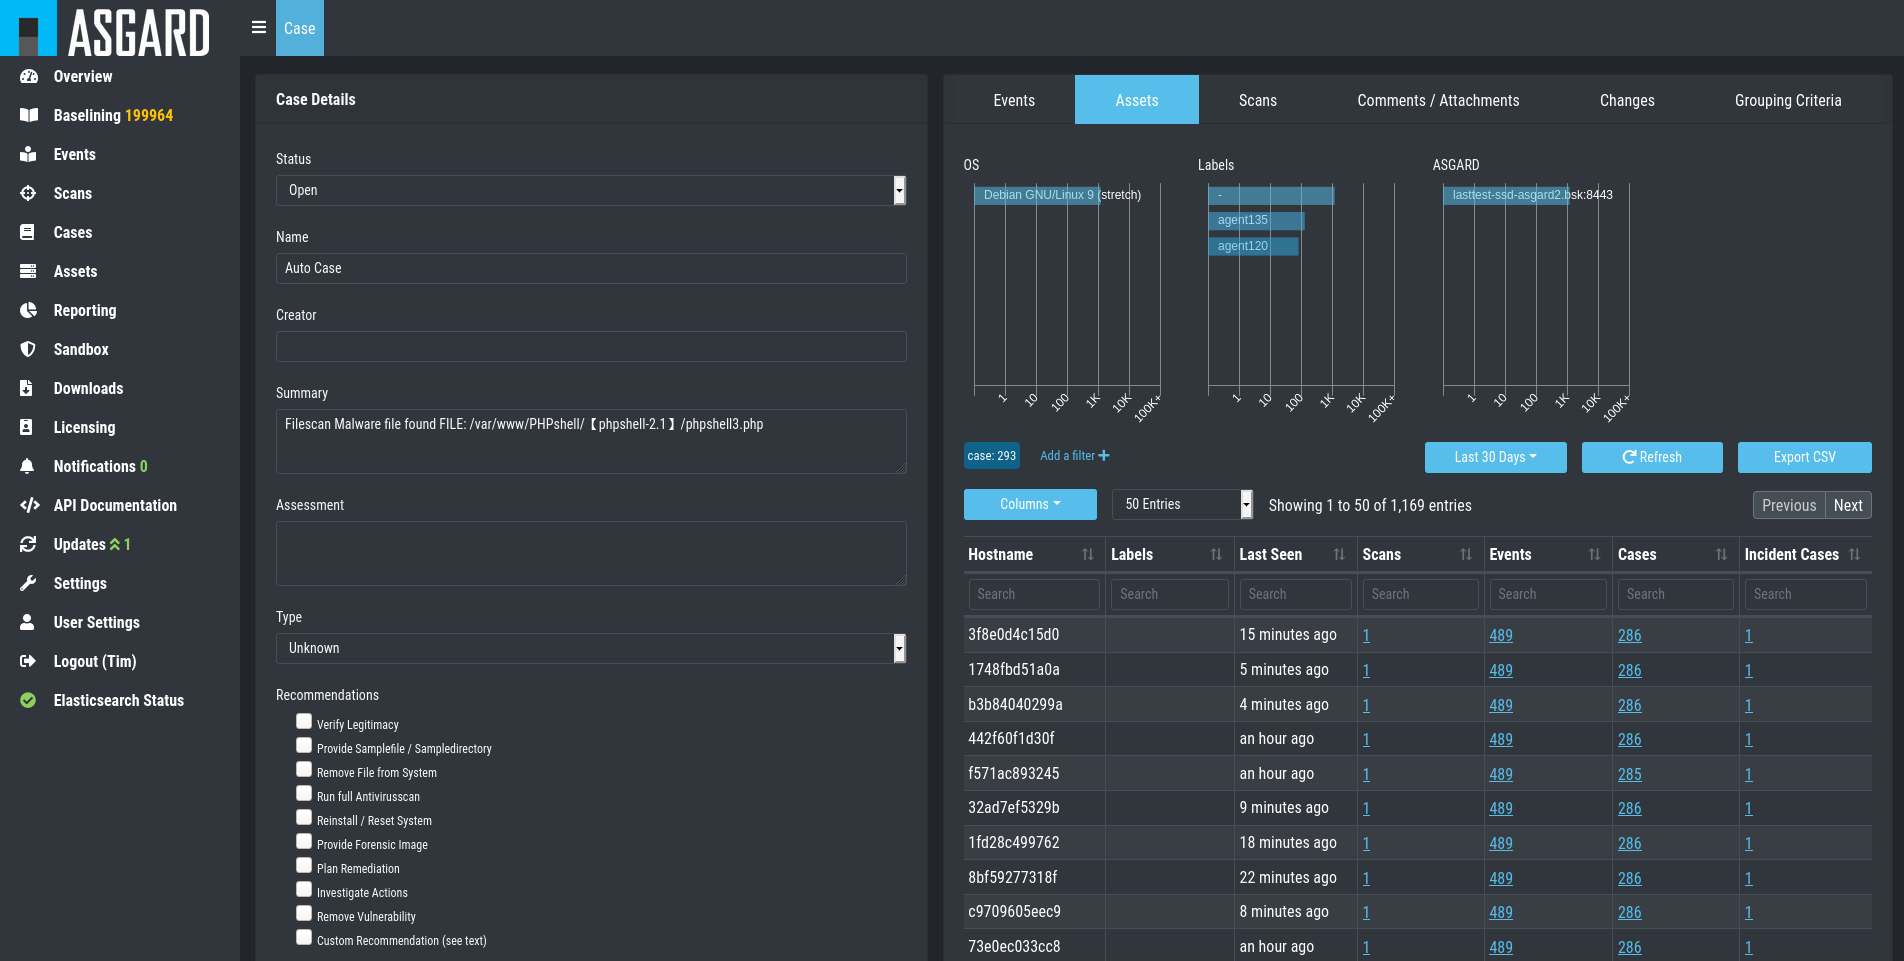 ASGARD
Case
Overview
Baselining 199964
Events
Scans
Cases
Assets
Reporting
Sandbox
Downloads
Licensing
Notifications 0
API Documentation
Updates 1
Settings
User Settings
Logout (Tim)
Elasticsearch Status
Case Details
Status
Open
Name
Auto Case
Creator
Summary
Filescan Malware file found FILE: /var/www/PHPshell/【phpshell-2.1】/phpshell3.php
Assessment
Type
Unknown
Recommendations
Verify Legitimacy
Provide Samplefile / Sampledirectory
Remove File from System
Run full Antivirusscan
Reinstall / Reset System
Provide Forensic Image
Plan Remediation
Investigate Actions
Remove Vulnerability
Custom Recommendation (see text)
Events Assets Scans Comments / Attachments Changes Grouping Criteria
OS Labels ASGARD
Debian GNU/Linux 9 (stretch) - lasttest-ssd-asgard2.bsk:8443
agent135
agent120
1 10 100 1K 10K 100K+ 1 10 100 1K 10K 100K+ 1 10 100 1K 10K 100K+
case: 293 Add a filter Last 30 Days Refresh Export CSV
Columns 50 Entries Showing 1 to 50 of 1,169 entries Previous Next
Hostname Labels Last Seen Scans Events Cases Incident Cases
Search Search Search Search Search Search Search
3f8e0d4c15d0 15 minutes ago 1 489 286 1
1748fbd51a0a 5 minutes ago 1 489 286 1
b3b84040299a 4 minutes ago 1 489 286 1
442f60f1d30f an hour ago 1 489 286 1
f571ac893245 an hour ago 1 489 285 1
32ad7ef5329b 9 minutes ago 1 489 286 1
1fd28c499762 18 minutes ago 1 489 286 1
8bf59277318f 22 minutes ago 1 489 286 1
c9709605eec9 8 minutes ago 1 489 286 1
73e0ec033cc8 an hour ago 1 489 286 1